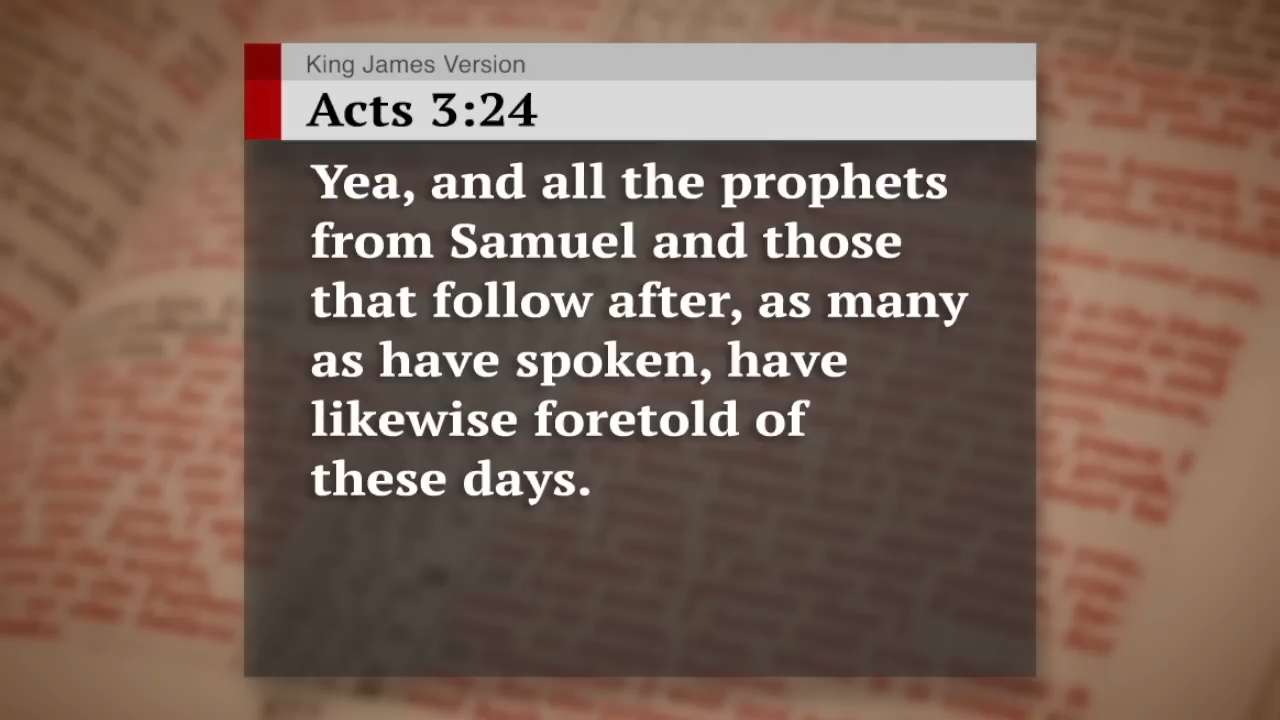 King James Version
Acts 3:24
Yea, and all the prophets
from Samuel and those
that follow after, as many
as have spoken, have
likewise foretold of
these days.